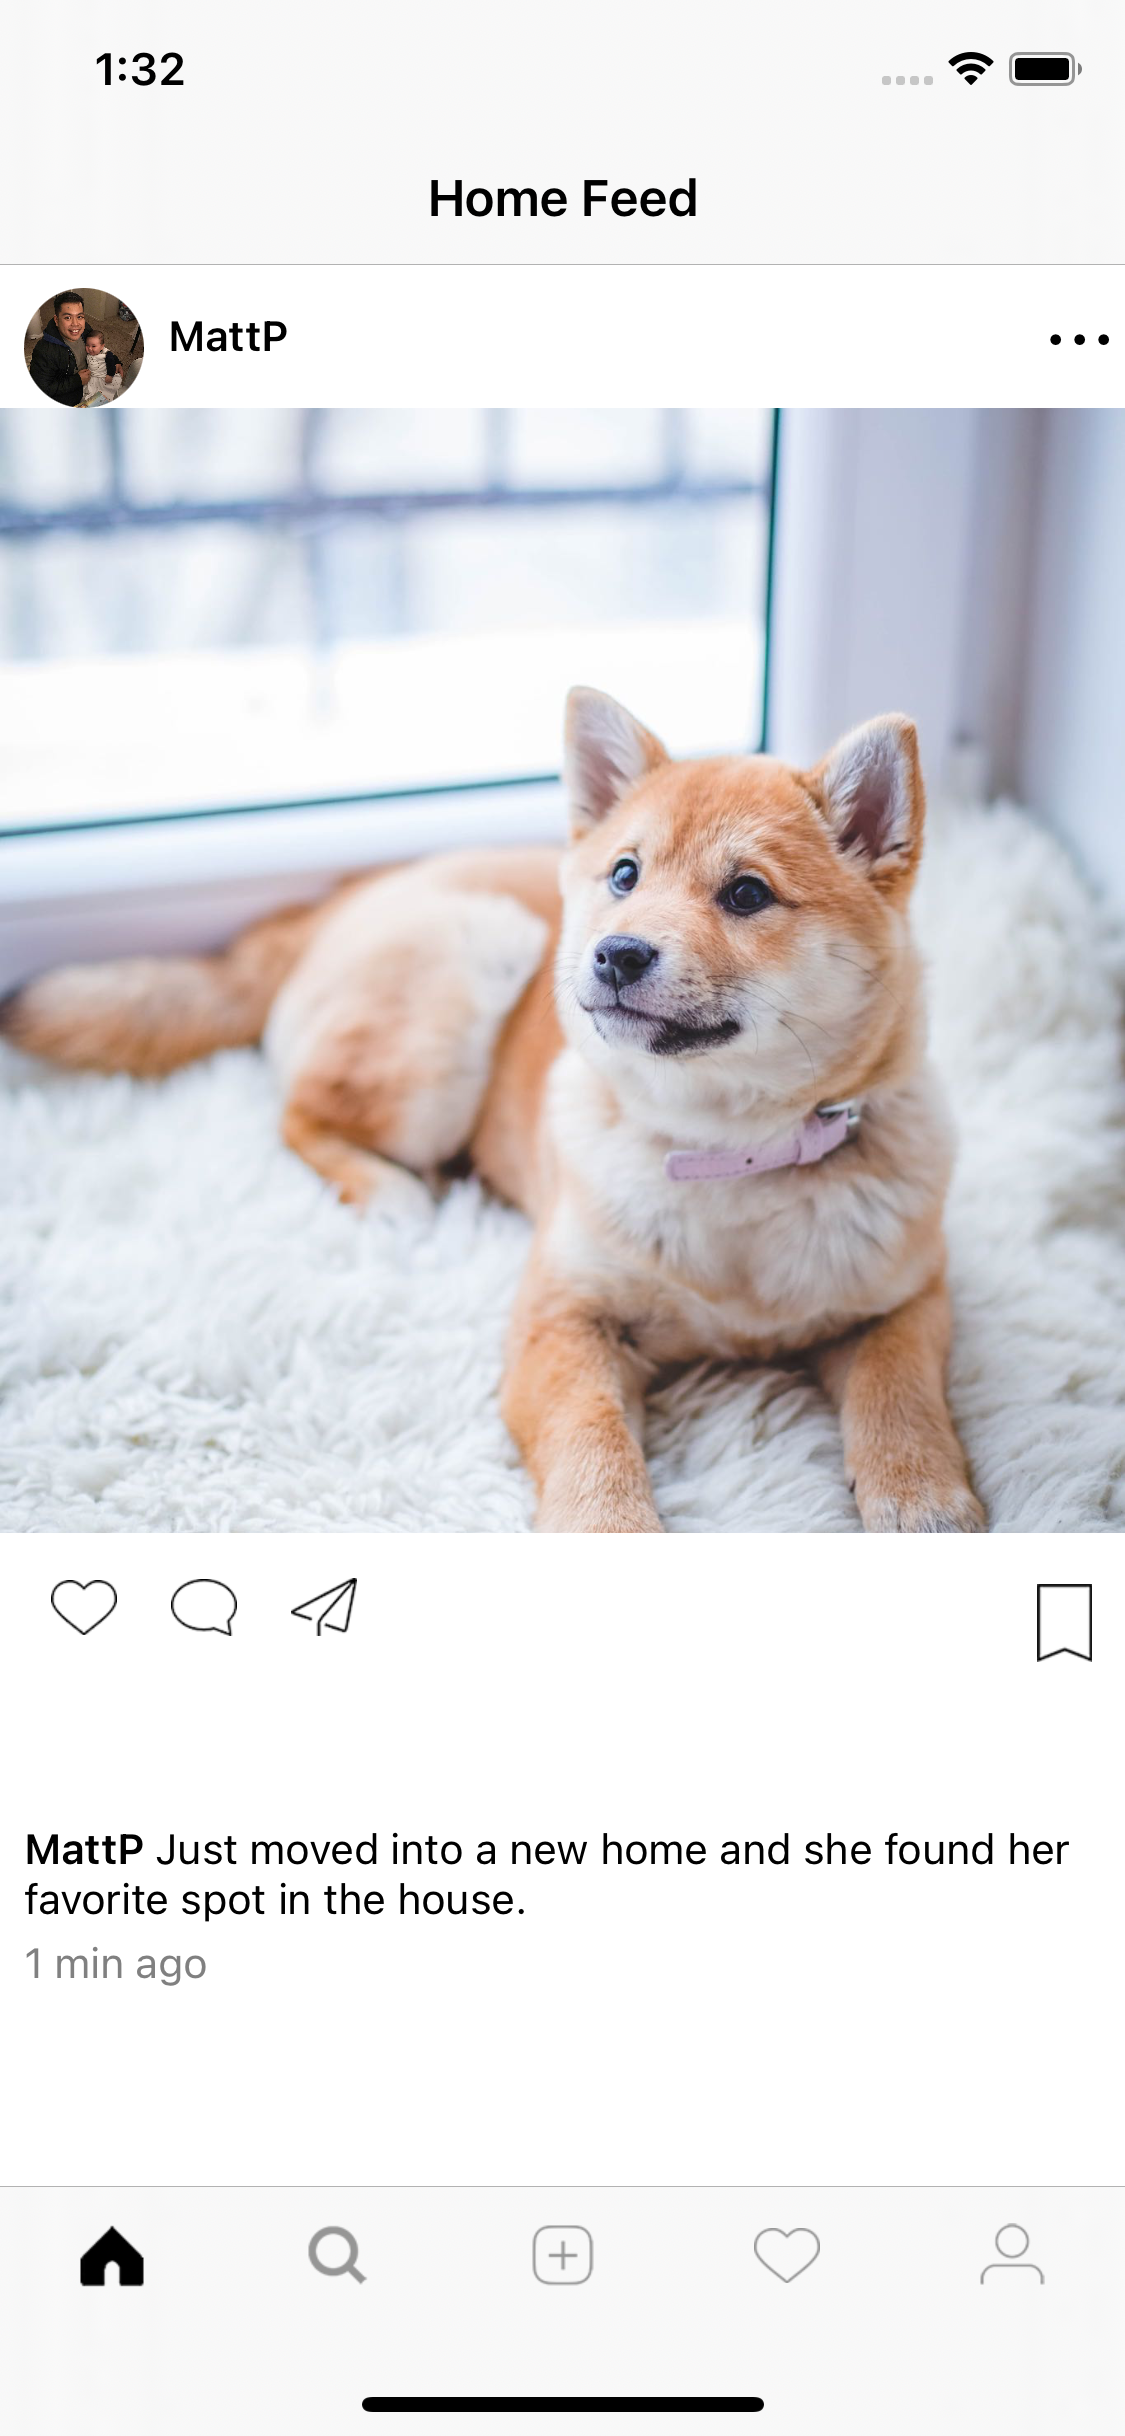 1:32
Home Feed
MattP
MattP Just moved into a new home and she found her
favorite spot in the house.
1 min ago